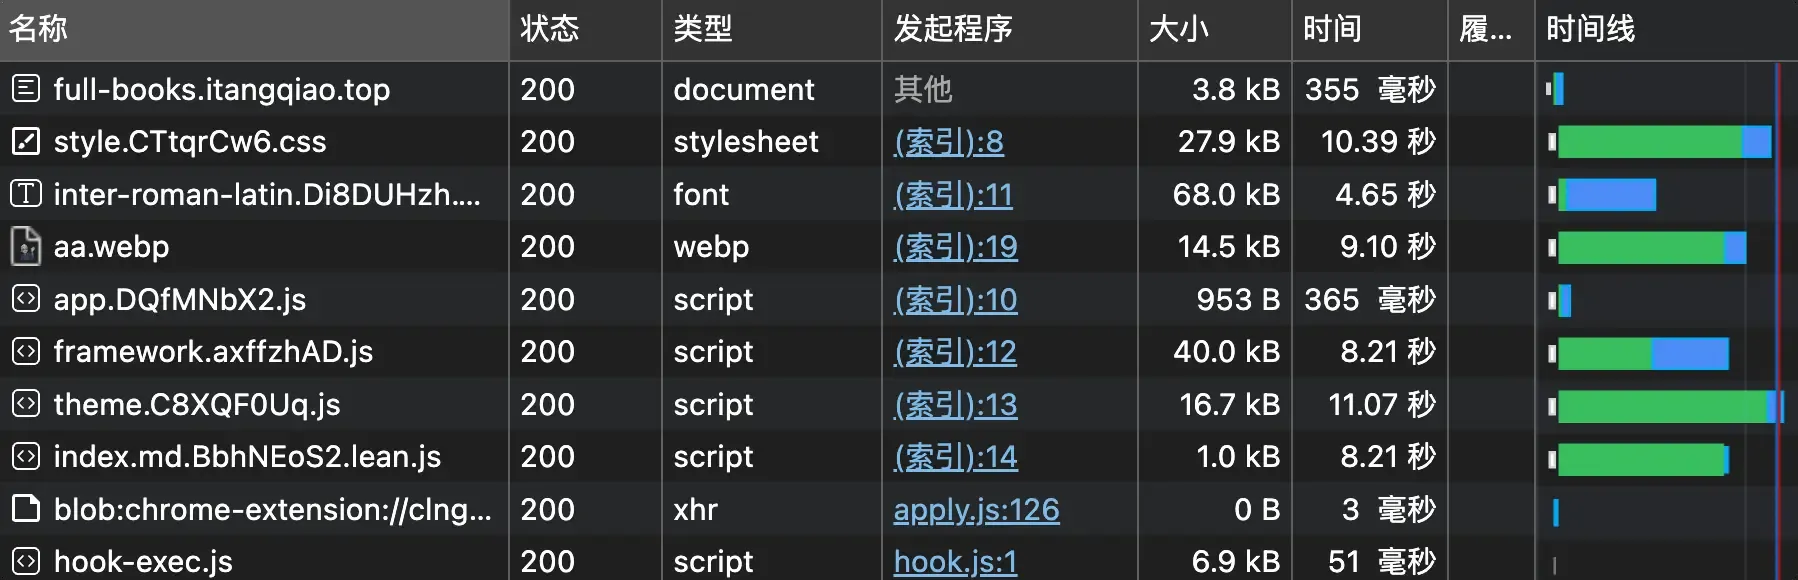 名称 状态 类型 发起程序 大小 时间 履... 时间线
full-books.itangqiao.top 200 document 其他 3.8 kB 355 毫秒
style.CTtqrCw6.css 200 stylesheet (索引):8 27.9 kB 10.39 秒
inter-roman-latin.Di8DUHzh.... 200 font (索引):11 68.0 kB 4.65 秒
aa.webp 200 webp (索引):19 14.5 kB 9.10 秒
app.DQfMNbX2.js 200 script (索引):10 953 B 365 毫秒
framework.axffzhAD.js 200 script (索引):12 40.0 kB 8.21 秒
theme.C8XQF0Uq.js 200 script (索引):13 16.7 kB 11.07 秒
index.md.BbhNEoS2.lean.js 200 script (索引):14 1.0 kB 8.21 秒
blob:chrome-extension://clng... 200 xhr apply.js:126 0 B 3 毫秒
hook-exec.js 200 script hook.js:1 6.9 kB 51 毫秒